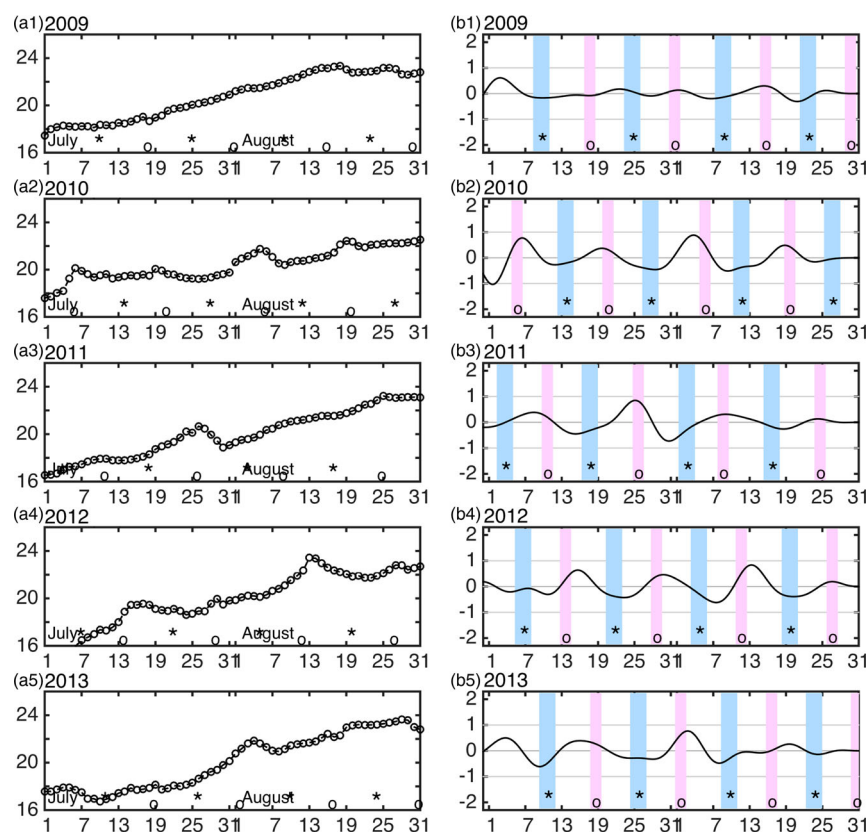 (a1) 2009
24
20
16
July * o * o August * o * o
1 7 13 19 25 31 1 7 13 19 25 31
(b1) 2009
2
1
0
-1
-2
* o * o * o * o
1 7 13 19 25 31 1 7 13 19 25 31
(a2) 2010
24
20
16
July o * o * August o * o *
1 7 13 19 25 31 1 7 13 19 25 31
(b2) 2010
2
1
0
-1
-2
o * o * o * o *
1 7 13 19 25 31 1 7 13 19 25 31
(a3) 2011
24
20
16
July * o * o * August o * o
1 7 13 19 25 31 1 7 13 19 25 31
(b3) 2011
2
1
0
-1
-2
* o * o * o * o
1 7 13 19 25 31 1 7 13 19 25 31
(a4) 2012
24
20
16
July * o * o August * o * o
1 7 13 19 25 31 1 7 13 19 25 31
(b4) 2012
2
1
0
-1
-2
* o * o * o * o
1 7 13 19 25 31 1 7 13 19 25 31
(a5) 2013
24
20
16
July * o * o August * o * o
1 7 13 19 25 31 1 7 13 19 25 31
(b5) 2013
2
1
0
-1
-2
* o * o * o * o
1 7 13 19 25 31 1 7 13 19 25 31